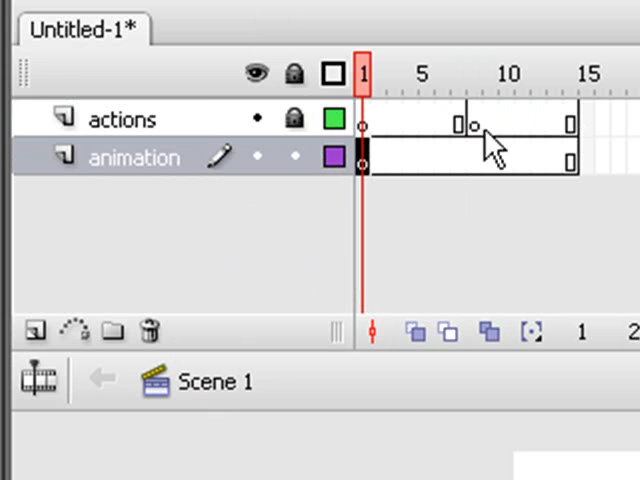 Untitled-1*
1 5 10 15
actions
animation
1 2
Scene 1